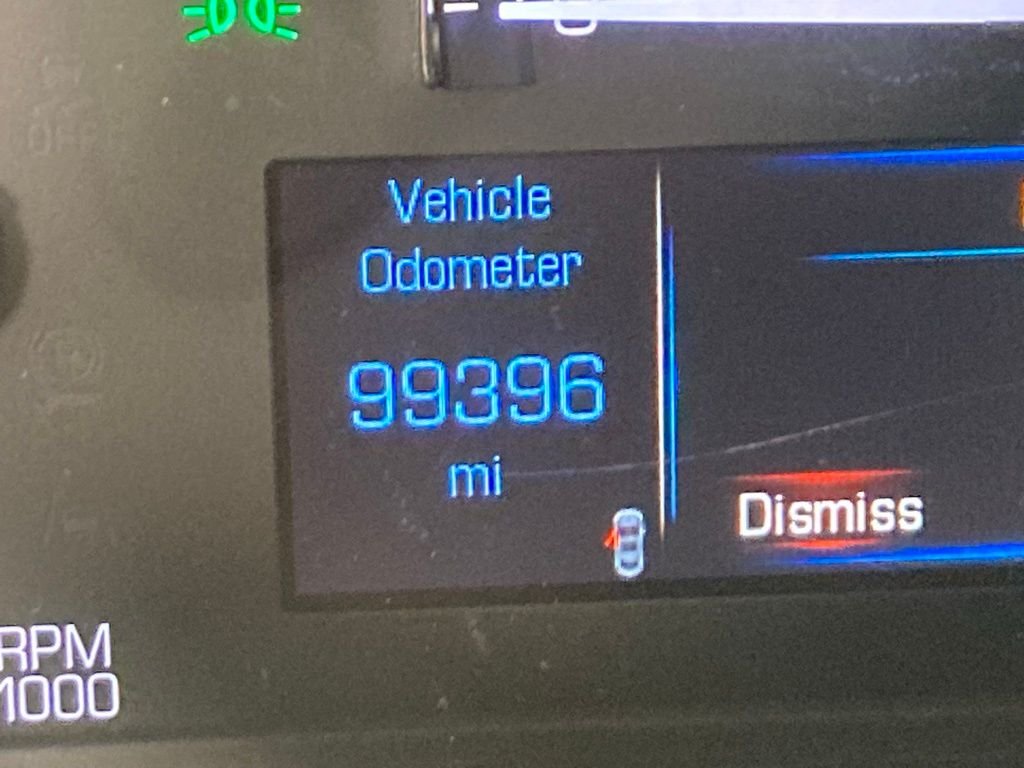 Vehicle
Odometer
99396
mi
Dismiss
RPM
1000